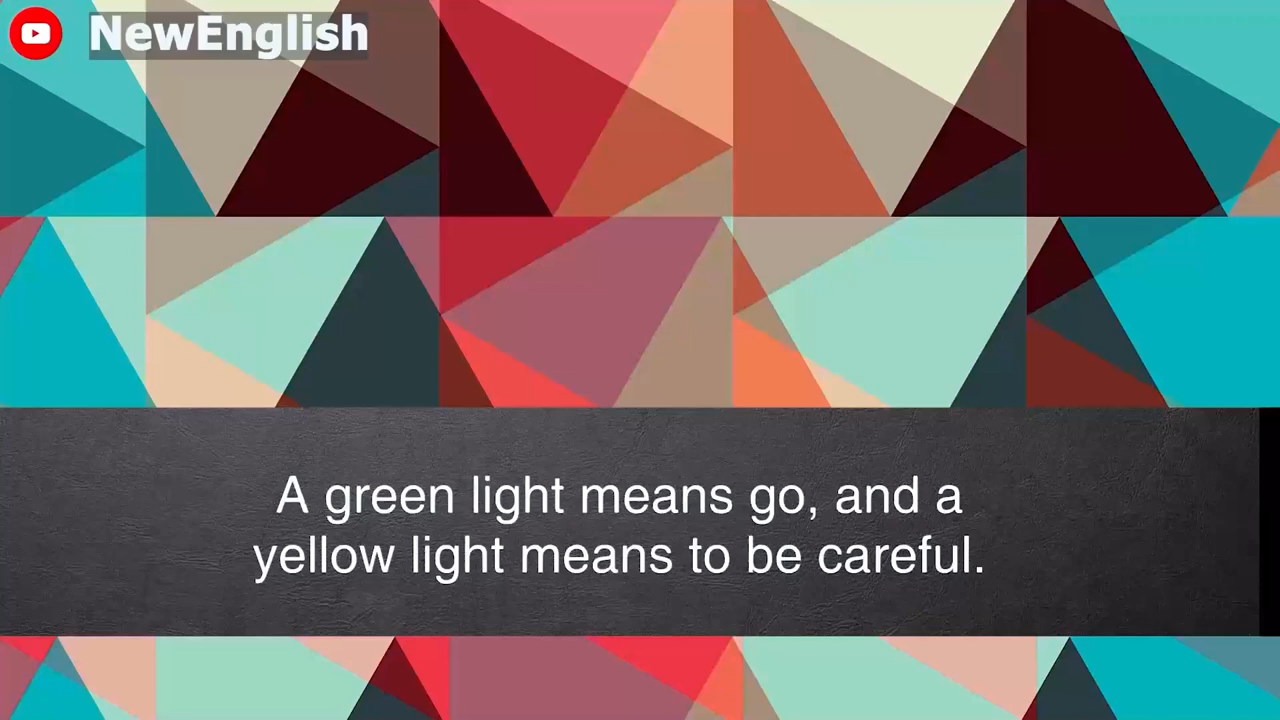 NewEnglish
A green light means go, and a
yellow light means to be careful.